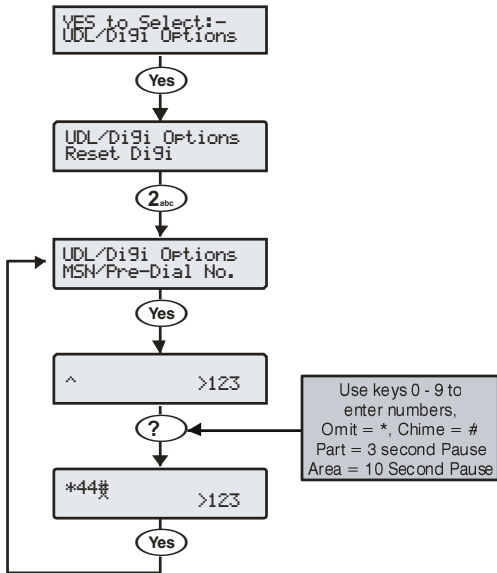 YES to Select:-
UDL/Digi Options
Yes
UDL/Digi Options
Reset Digi
2abc
UDL/Digi Options
MSN/Pre-Dial No.
Yes
^ >123
?
Use keys 0 - 9 to
enter numbers,
Omit = *, Chime = #
Part = 3 second Pause
Area = 10 Second Pause
*44#
^ >123
Yes